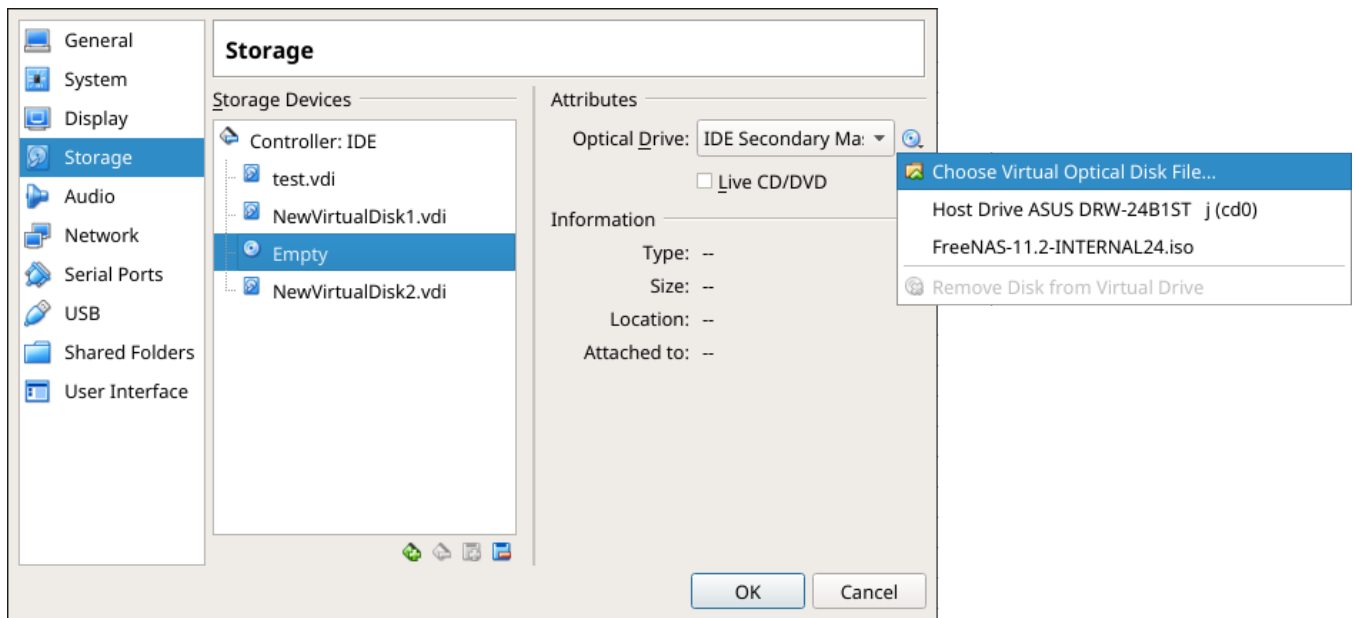 General
System
Display
Storage
Audio
Network
Serial Ports
USB
Shared Folders
User Interface
Storage
Storage Devices
Controller: IDE
test.vdi
NewVirtualDisk1.vdi
Empty
NewVirtualDisk2.vdi
Attributes
Optical Drive: IDE Secondary Ma
Live CD/DVD
Information
Type: --
Size: --
Location: --
Attached to: --
Choose Virtual Optical Disk File...
Host Drive ASUS DRW-24B1ST j (cd0)
FreeNAS-11.2-INTERNAL24.iso
Remove Disk from Virtual Drive
OK
Cancel